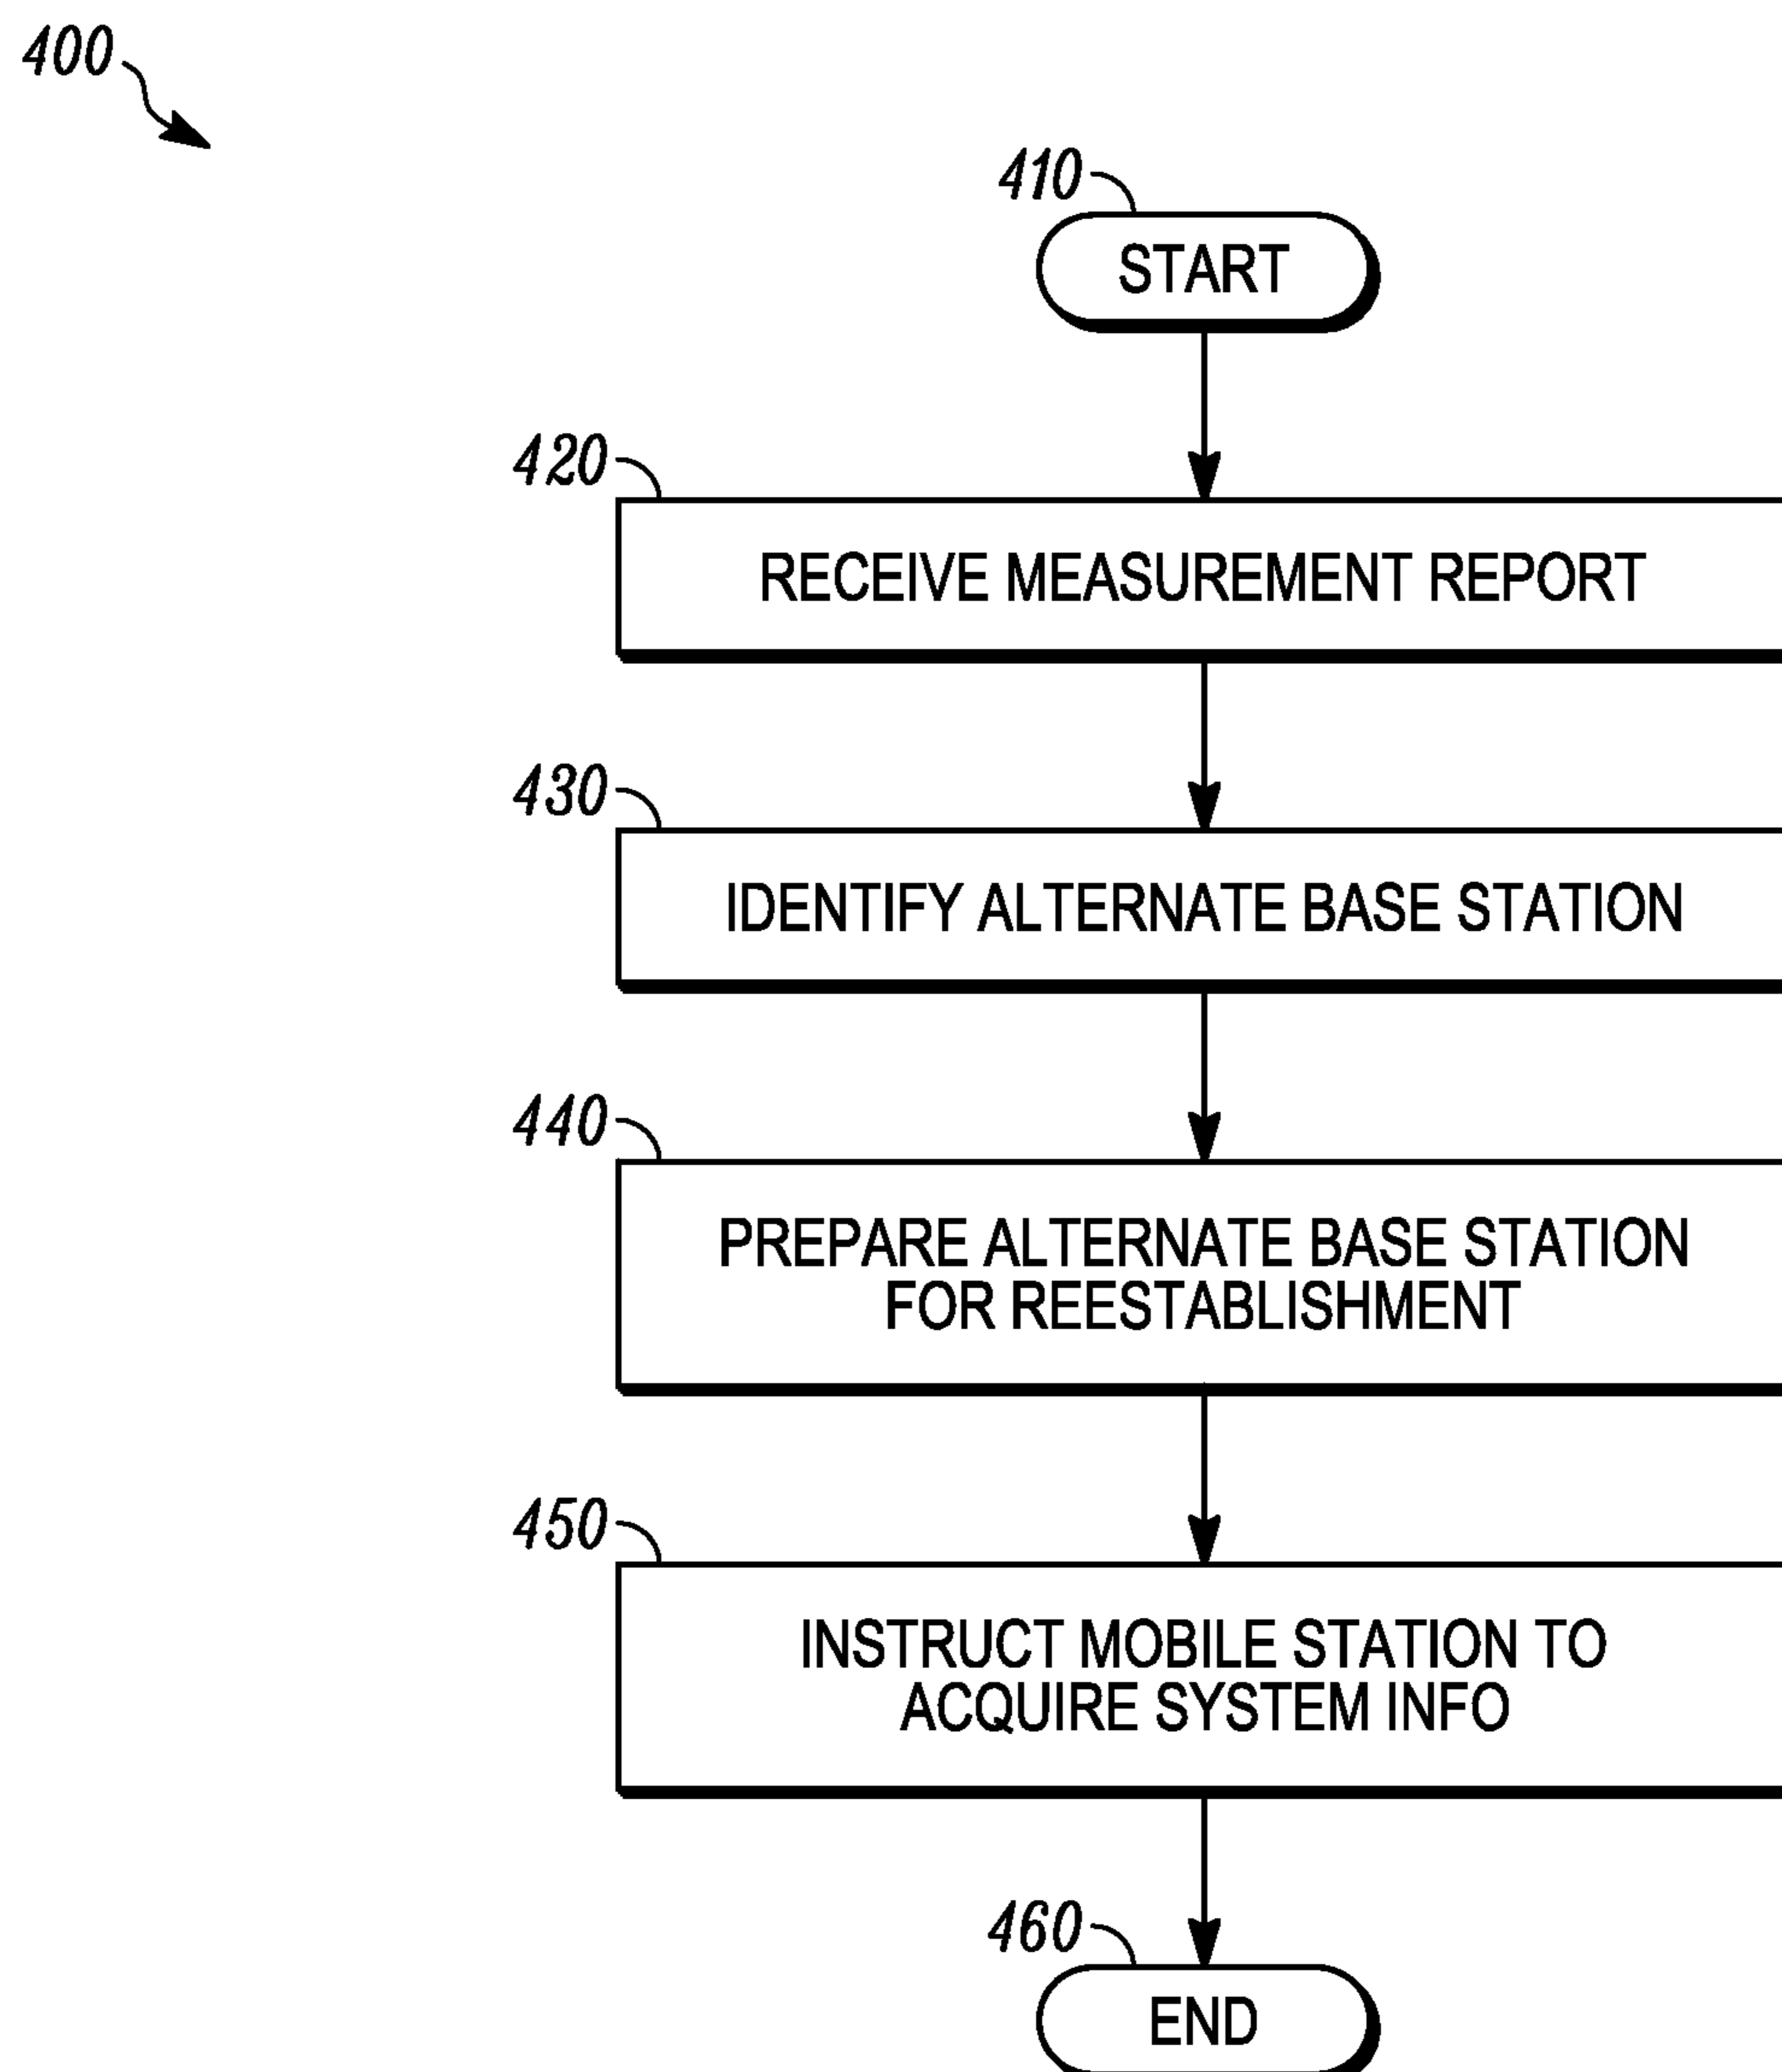 400
410
START
420
RECEIVE MEASUREMENT REPORT
430
IDENTIFY ALTERNATE BASE STATION
440
PREPARE ALTERNATE BASE STATION
FOR REESTABLISHMENT
450
INSTRUCT MOBILE STATION TO
ACQUIRE SYSTEM INFO
460
END